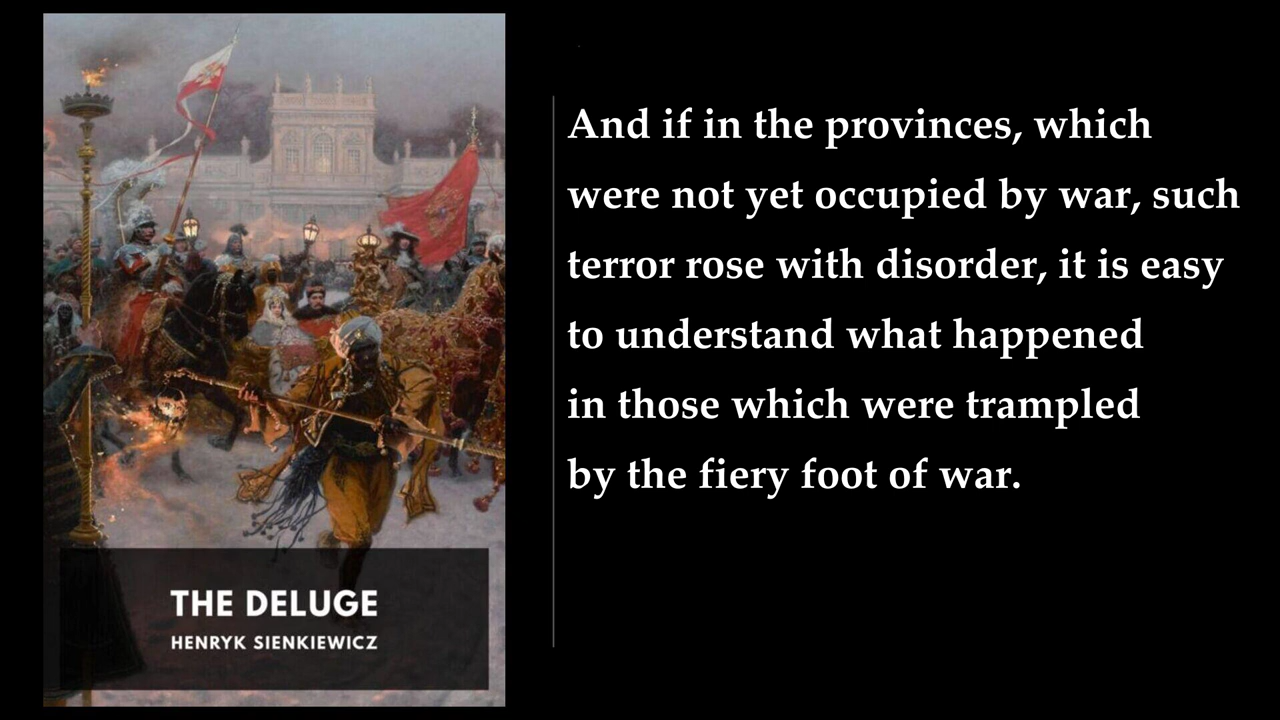 THE DELUGE
HENRYK SIENKIEWICZ
And if in the provinces, which
were not yet occupied by war, such
terror rose with disorder, it is easy
to understand what happened
in those which were trampled
by the fiery foot of war.